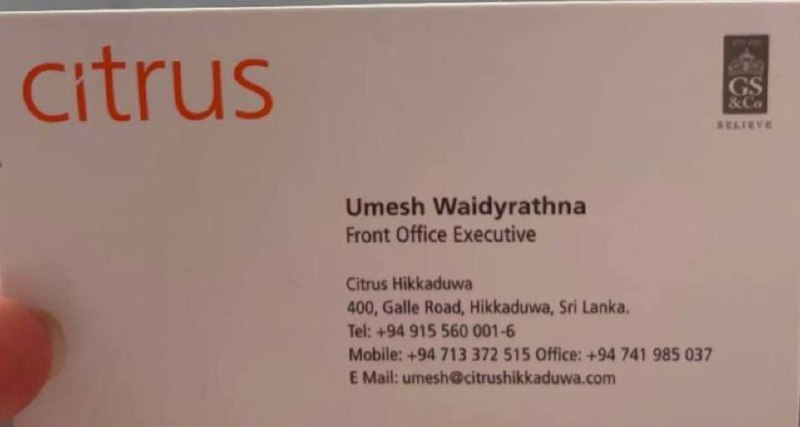 citrus
GS
&Co
BELIEVE
Umesh Waidyrathna
Front Office Executive
Citrus Hikkaduwa
400, Galle Road, Hikkaduwa, Sri Lanka.
Tel: +94 915 560 001-6
Mobile: +94 713 372 515 Office: +94 741 985 037
E Mail: umesh@citrushikkaduwa.com